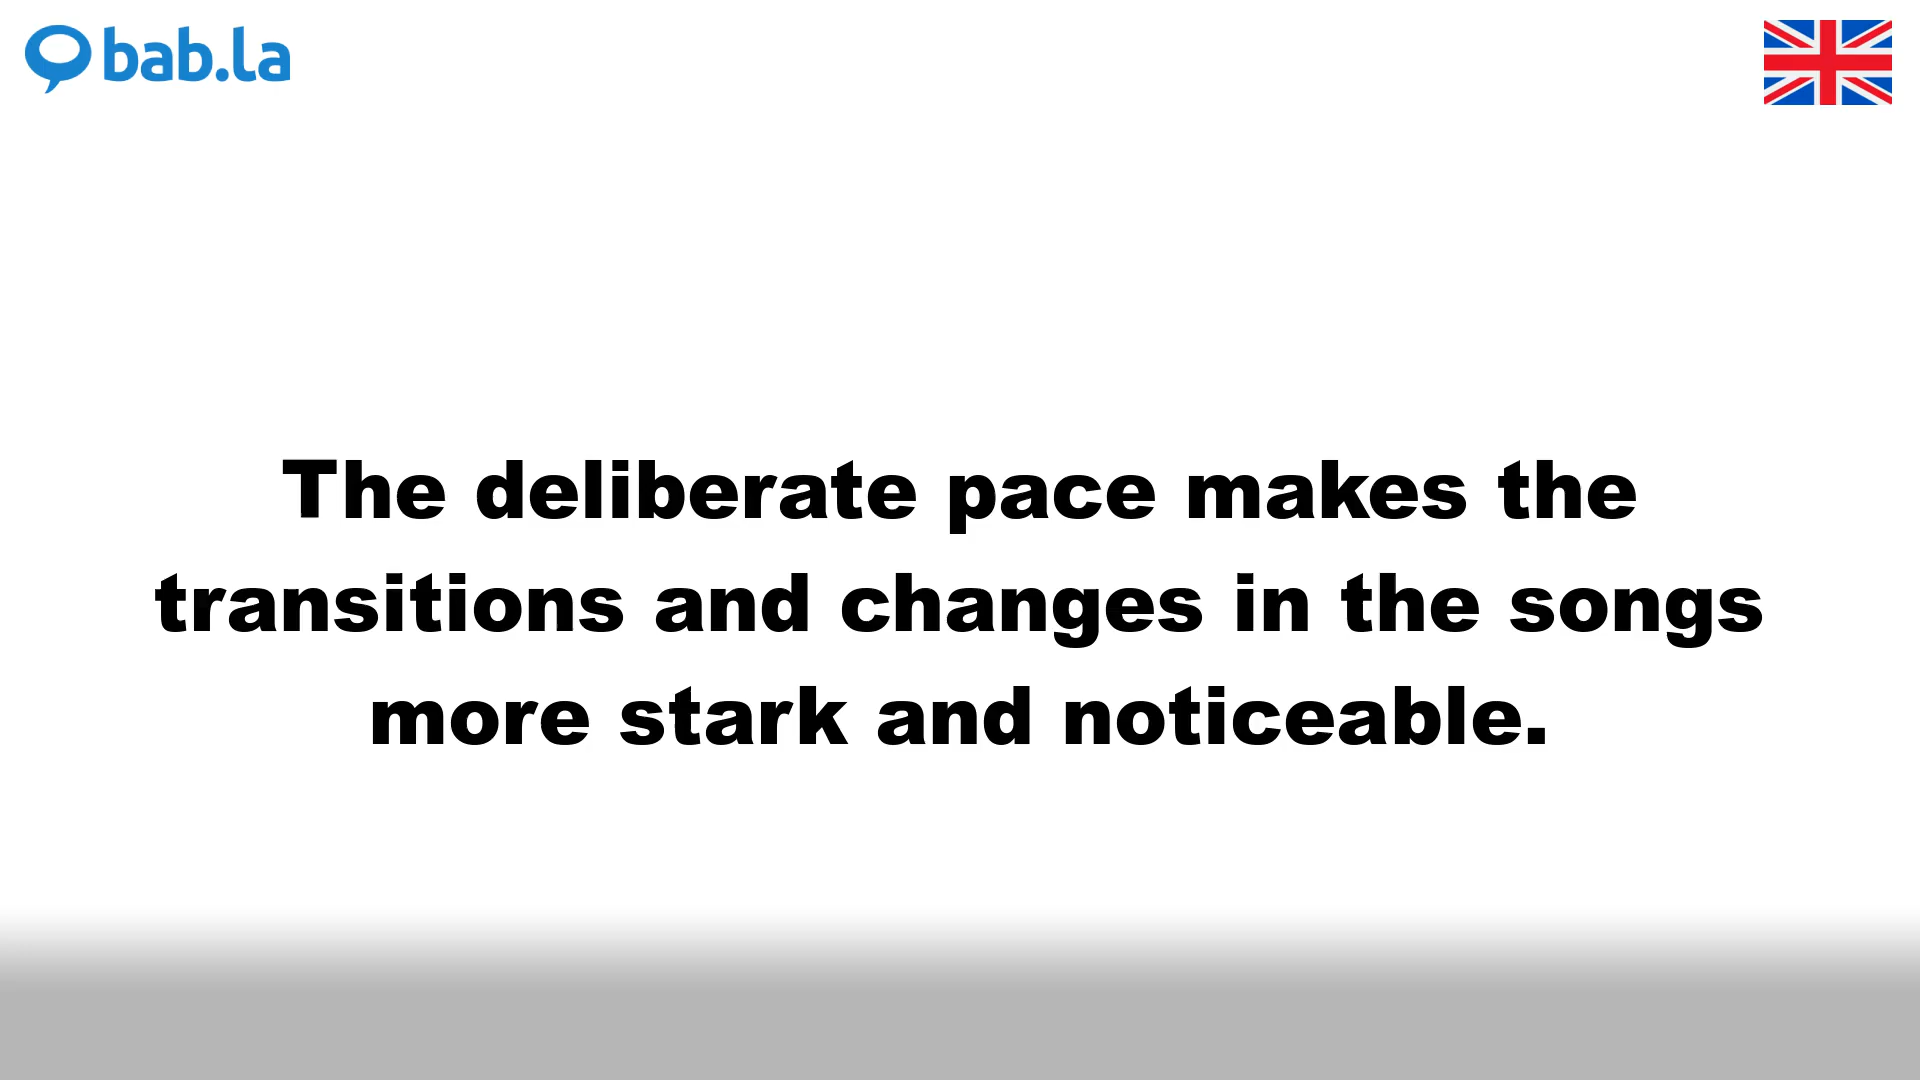 bab.la
The deliberate pace makes the
transitions and changes in the songs
more stark and noticeable.